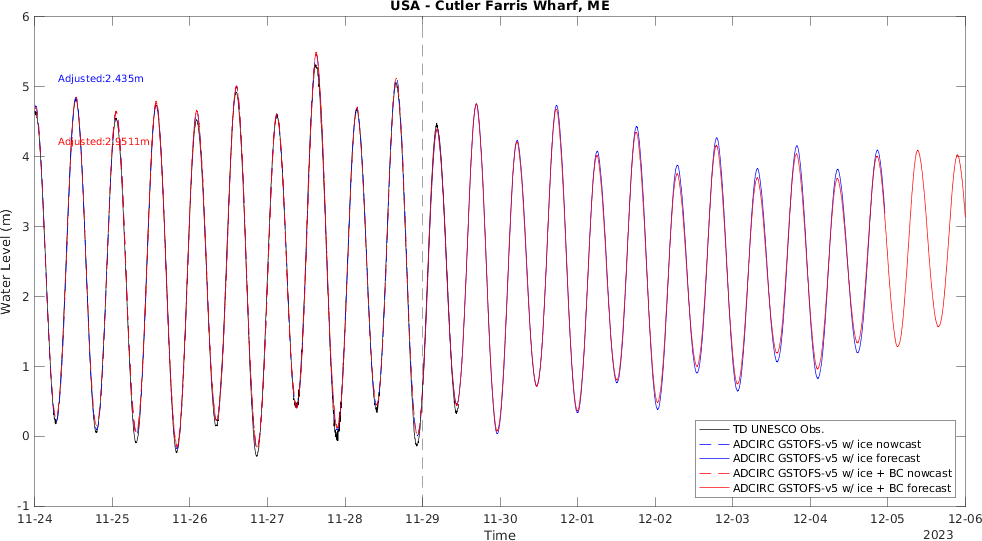 USA - Cutler Farris Wharf, ME
Water Level (m)
6
5
4
3
2
1
0
-1
Adjusted:2.435m
Adjusted:2.9511m
TD UNESCO Obs.
ADCIRC GSTOFS-v5 w/ ice nowcast
ADCIRC GSTOFS-v5 w/ ice forecast
ADCIRC GSTOFS-v5 w/ ice + BC nowcast
ADCIRC GSTOFS-v5 w/ ice + BC forecast
11-24 11-25 11-26 11-27 11-28 11-29 11-30 12-01 12-02 12-03 12-04 12-05 12-06
Time
2023